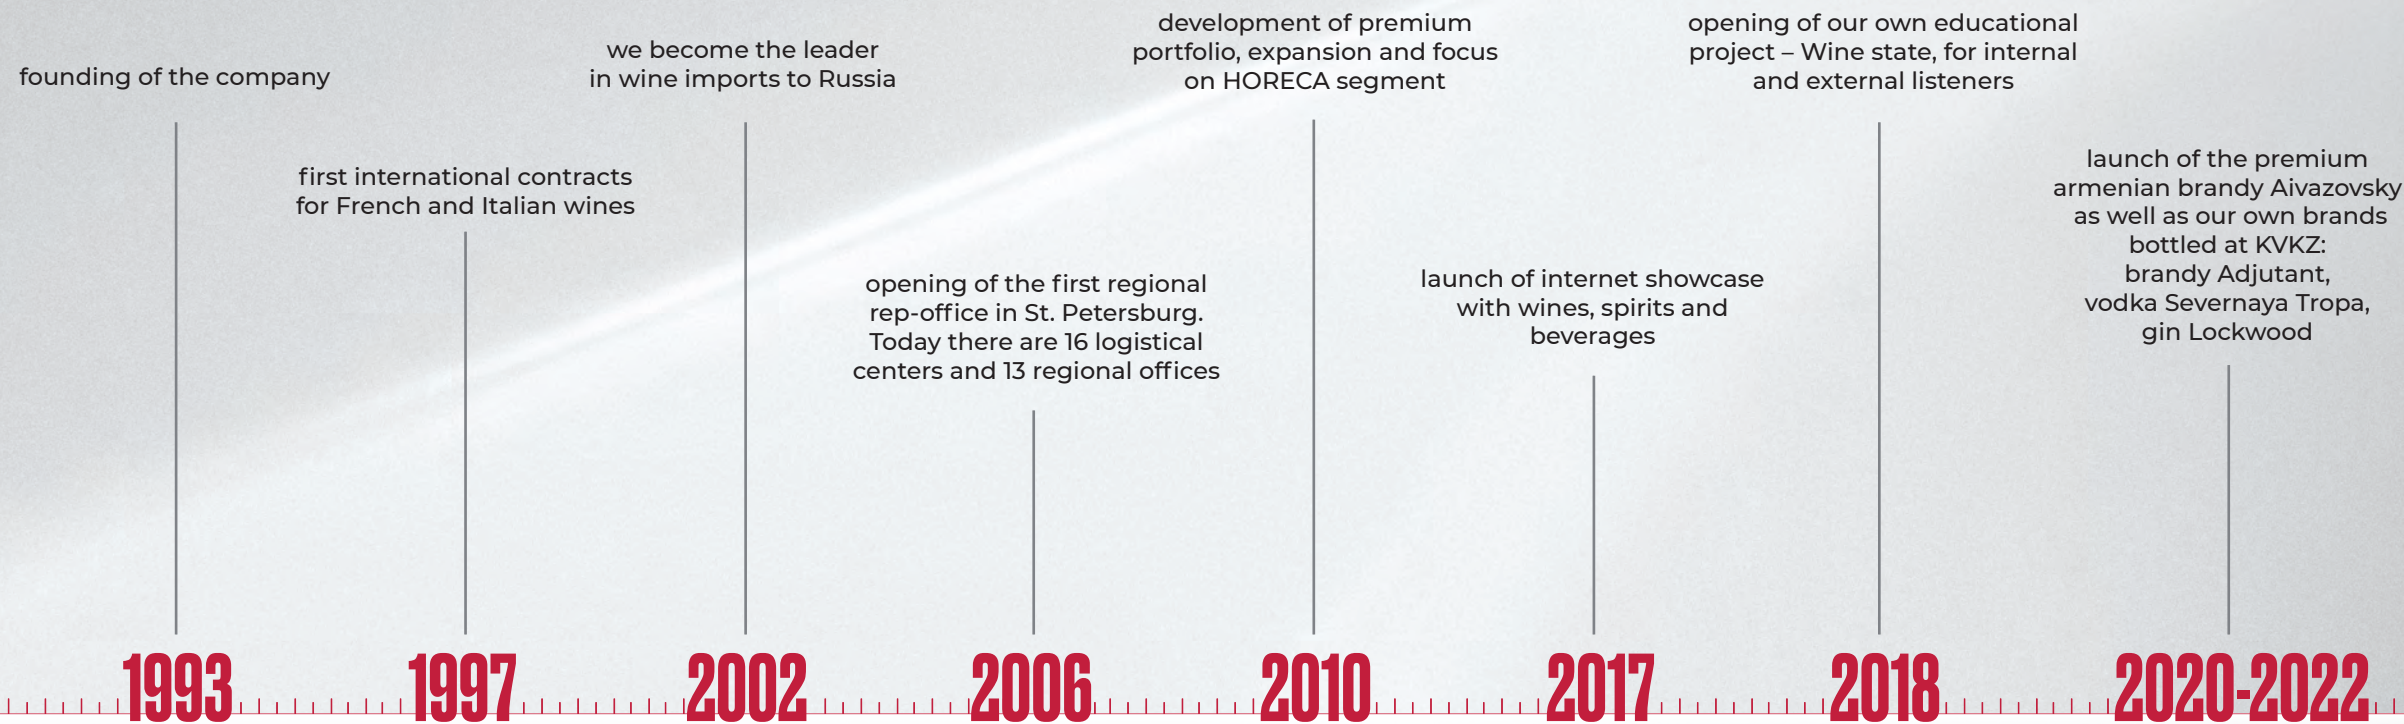 founding of the company
1993
first international contracts
for French and Italian wines
1997
we become the leader
in wine imports to Russia
2002
opening of the first regional
rep-office in St. Petersburg.
Today there are 16 logistical
centers and 13 regional offices
2006
development of premium
portfolio, expansion and focus
on HORECA segment
2010
launch of internet showcase
with wines, spirits and
beverages
2017
opening of our own educational
project – Wine state, for internal
and external listeners
2018
launch of the premium
armenian brandy Aivazovsky
as well as our own brands
bottled at KVKZ:
brandy Adjutant,
vodka Severnaya Tropa,
gin Lockwood
2020-2022